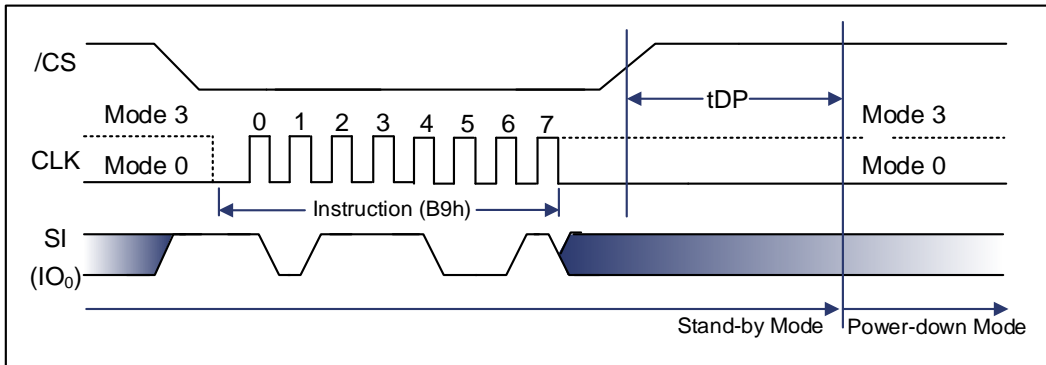 /CS
tDP
Mode 3
0 1 2 3 4 5 6 7
Mode 3
CLK
Mode 0
Mode 0
Instruction (B9h)
SI
(IO₀)
Stand-by Mode
Power-down Mode